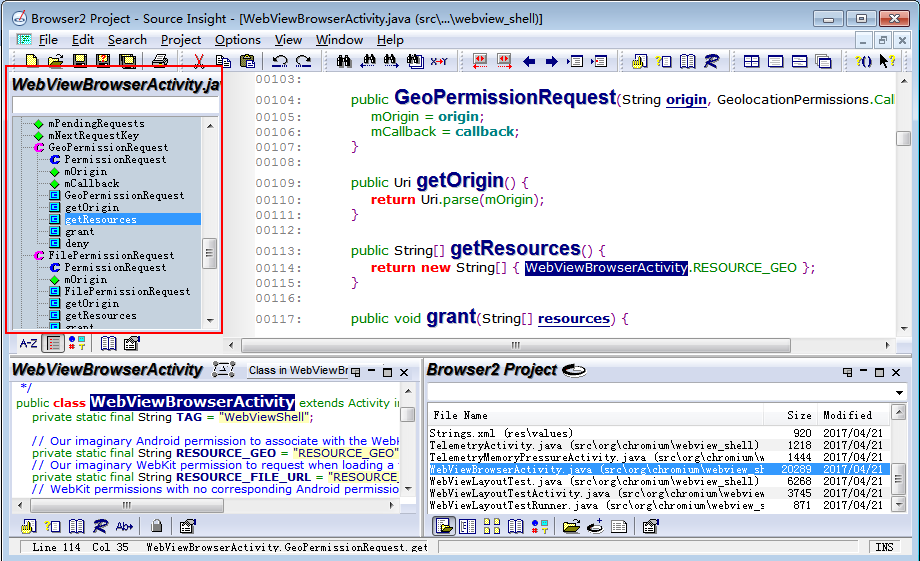 Browser2 Project - Source Insight - [WebViewBrowserActivity.java (src\...\webview_shell)]
File Edit Search Project Options View Window Help
WebViewBrowserActivity.ja
mPendingRequests
mNextRequestKey
GeoPermissionRequest
PermissionRequest
mOrigin
mCallback
GeoPermissionRequest
getOrigin
getResources
grant
deny
FilePermissionRequest
PermissionRequest
mOrigin
FilePermissionRequest
getOrigin
getResources
grant
A-Z
00103:
00104: public GeoPermissionRequest(String origin, GeolocationPermissions.Cal
00105: mOrigin = origin;
00106: mCallback = callback;
00107: }
00108:
00109: public Uri getOrigin() {
00110: return Uri.parse(mOrigin);
00111: }
00112:
00113: public String[] getResources() {
00114: return new String[] { WebViewBrowserActivity.RESOURCE_GEO };
00115: }
00116:
00117: public void grant(String[] resources) {
WebViewBrowserActivity Class in WebViewBr
*/
public class WebViewBrowserActivity extends Activity in
private static final String TAG = "WebViewShell";
// Our imaginary Android permission to associate with the WebK
private static final String RESOURCE_GEO = "RESOURCE_GEO"
// Our imaginary WebKit permission to request when loading a
private static final String RESOURCE_FILE_URL = "RESOURCE_
// WebKit permissions with no corresponding Android permission
Browser2 Project
File Name Size Modified
Strings.xml (res\values) 920 2017/04/21
TelemetryActivity.java (src\org\chromium\webview_shell) 1218 2017/04/21
TelemetryMemoryPressureActivity.java (src\org\chromium\w 1444 2017/04/21
WebViewBrowserActivity.java (src\org\chromium\webview_sh 20289 2017/04/21
WebViewLayoutTest.java (src\org\chromium\webview_shell) 6268 2017/04/21
WebViewLayoutTestActivity.java (src\org\chromium\webview 3745 2017/04/21
WebViewLayoutTestRunner.java (src\org\chromium\webview_s 871 2017/04/21
Line 114 Col 35 WebViewBrowserActivity.GeoPermissionRequest.get INS